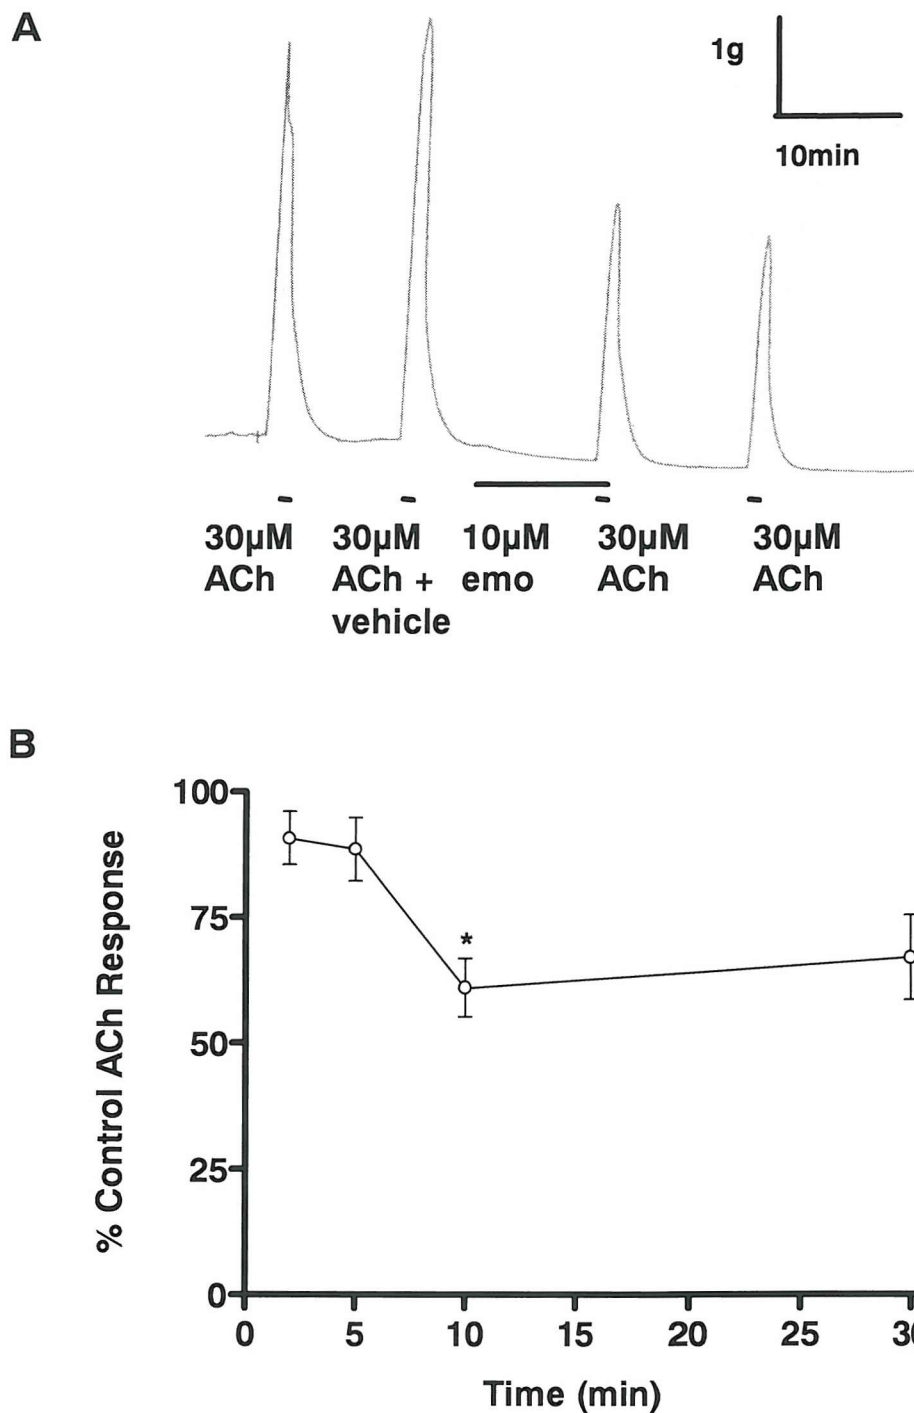 A
1g
10min
30µM
ACh
30µM
ACh +
vehicle
10µM
emo
30µM
ACh
30µM
ACh
B
% Control ACh Response
100
75
50
25
0
*
0 5 10 15 20 25 30
Time (min)